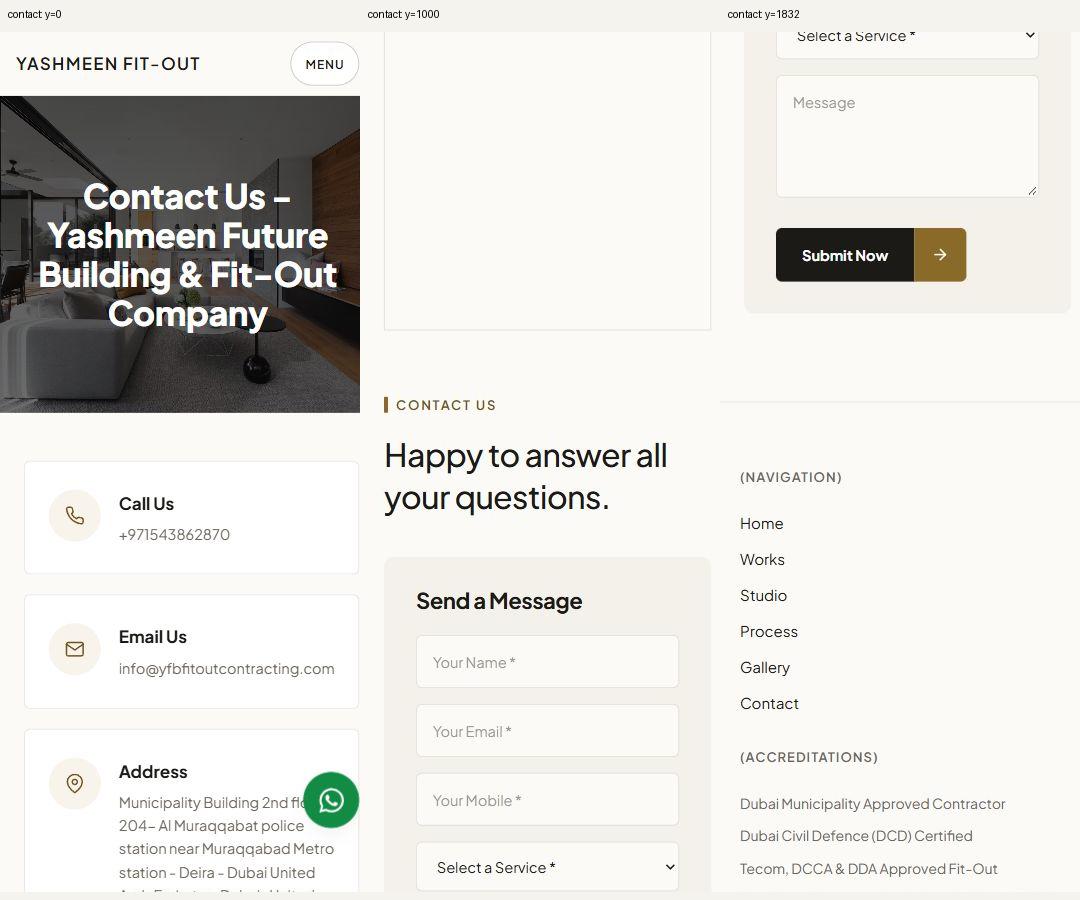 contact y=0
YASHMEEN FIT-OUT
MENU
Contact Us –
Yashmeen Future
Building & Fit-Out
Company
Call Us
+971543862870
Email Us
info@yfbfitoutcontracting.com
Address
Municipality Building 2nd
204– Al Muraqqabat police
station near Muraqqabad Metro
station - Deira - Dubai United
contact y=1000
CONTACT US
Happy to answer all
your questions.
Send a Message
Your Name *
Your Email *
Your Mobile *
Select a Service *
contact y=1832
Select a Service *
Message
Submit Now
(NAVIGATION)
Home
Works
Studio
Process
Gallery
Contact
(ACCREDITATIONS)
Dubai Municipality Approved Contractor
Dubai Civil Defence (DCD) Certified
Tecom, DCCA & DDA Approved Fit-Out